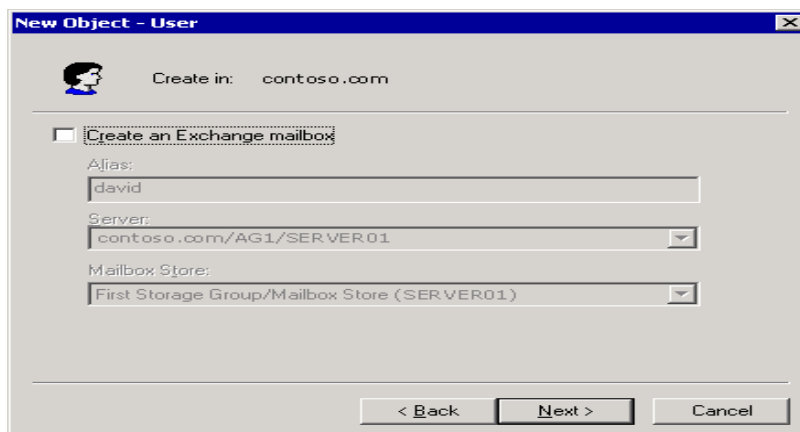 New Object - User
Create in: contoso.com
Create an Exchange mailbox
Alias:
david
Server:
contoso.com/AG1/SERVER01
Mailbox Store:
First Storage Group/Mailbox Store (SERVER01)
< Back Next > Cancel